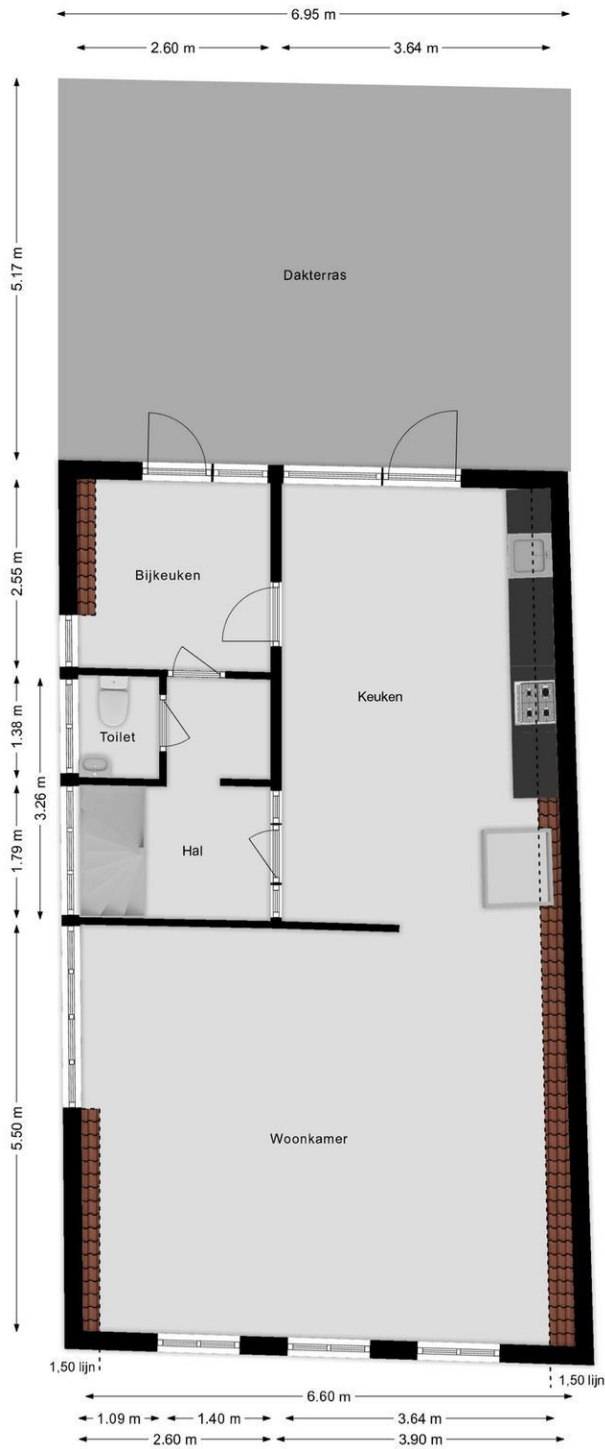 6.95 m
2.60 m
3.64 m
5.17 m
Dakterras
2.55 m
Bijkeuken
Keuken
1.38 m
Toilet
3.26 m
1.79 m
Hal
5.50 m
Woonkamer
1,50 lijn
1,50 lijn
6.60 m
1.09 m
1.40 m
3.64 m
2.60 m
3.90 m